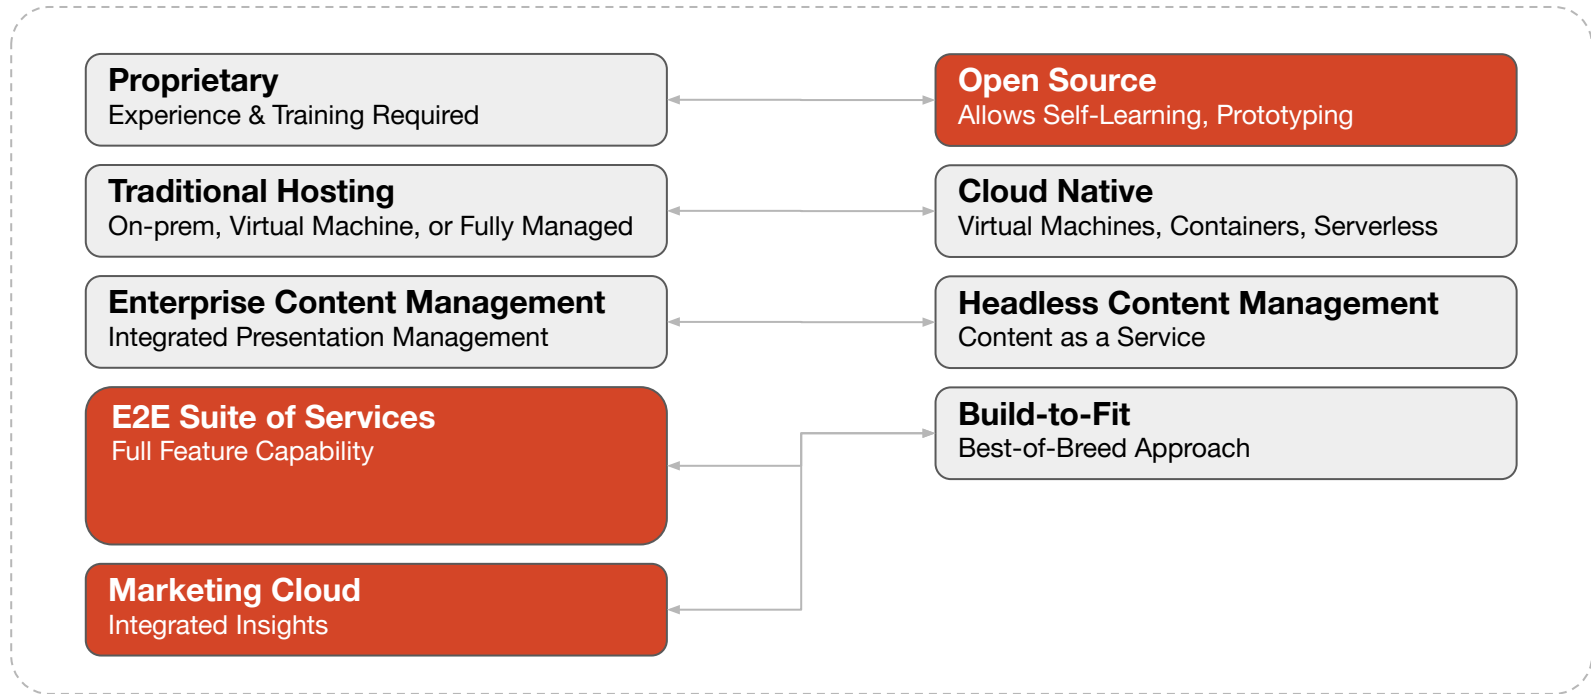 Proprietary
Experience & Training Required
Open Source
Allows Self-Learning, Prototyping
Traditional Hosting
On-prem, Virtual Machine, or Fully Managed
Cloud Native
Virtual Machines, Containers, Serverless
Enterprise Content Management
Integrated Presentation Management
Headless Content Management
Content as a Service
E2E Suite of Services
Full Feature Capability
Build-to-Fit
Best-of-Breed Approach
Marketing Cloud
Integrated Insights